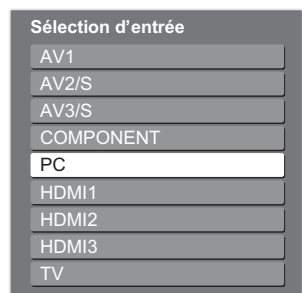 Sélection d’entrée
AV1
AV2/S
AV3/S
COMPONENT
PC
HDMI1
HDMI2
HDMI3
TV